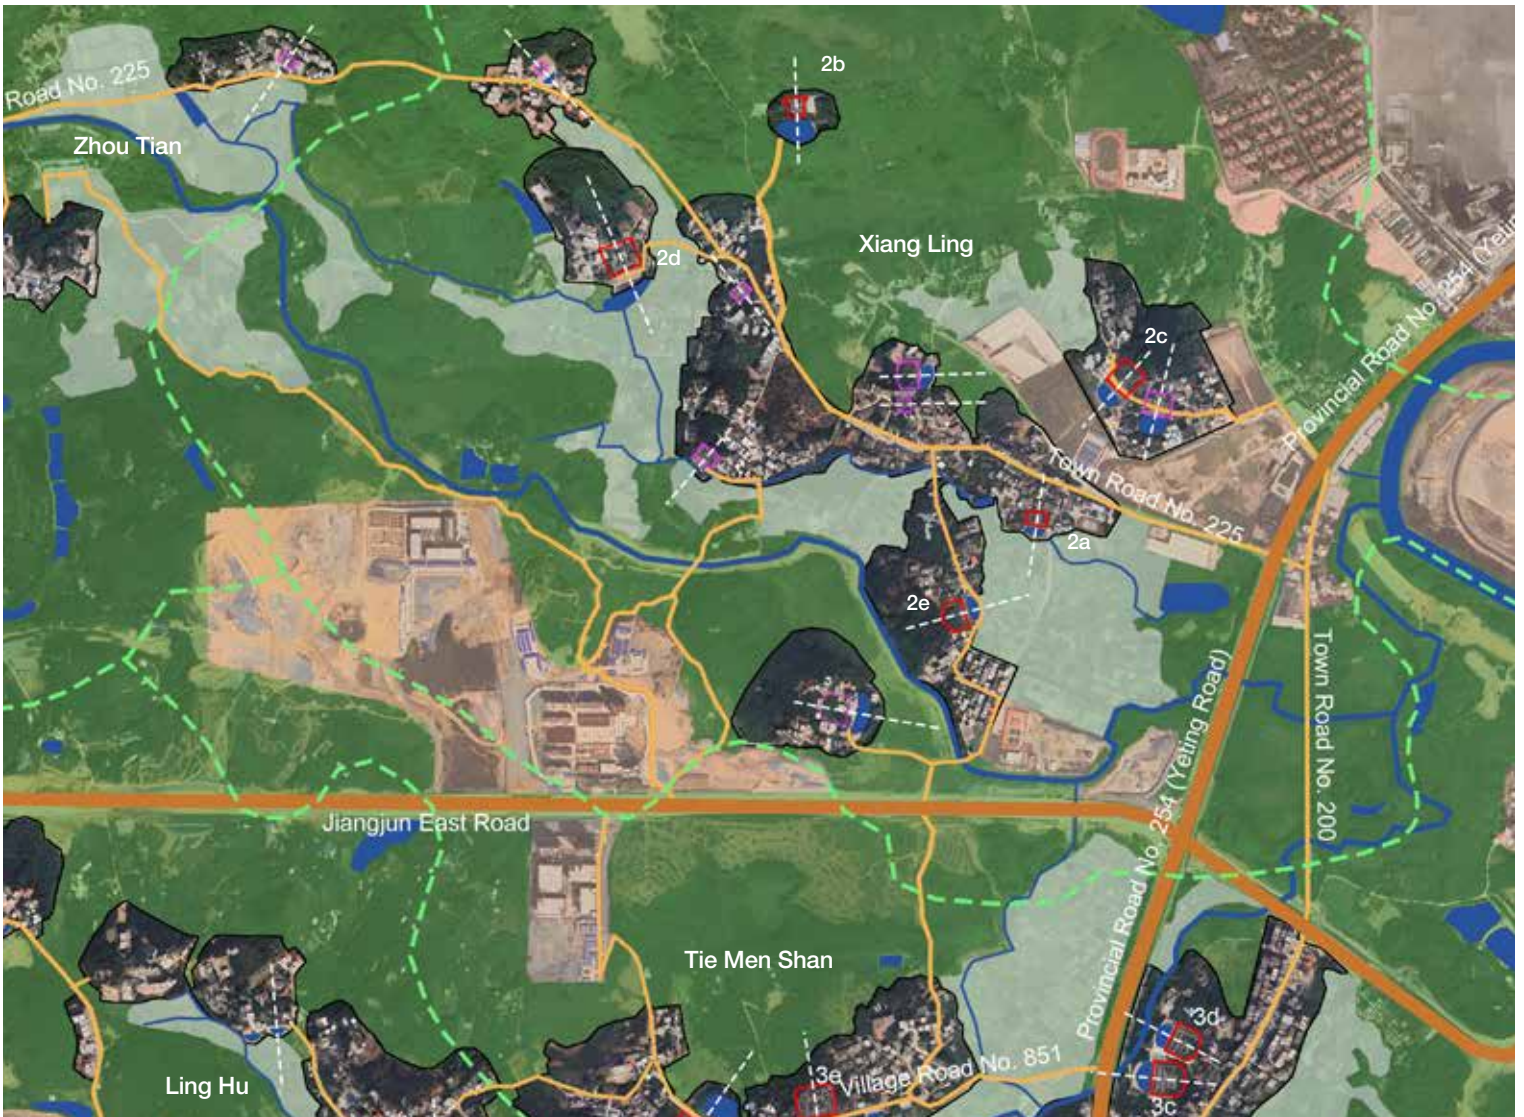 2b
Road No. 225
Zhou Tian
Xiang Ling
2d
Provincial Road No. 254 (Yeting
2c
Town Road No. 225
2a
2e
Town Road No. 200
Provincial Road No. 254 (Yeting Road)
Jiangjun East Road
Tie Men Shan
3d
Ling Hu
3e
Village Road No. 851
3c